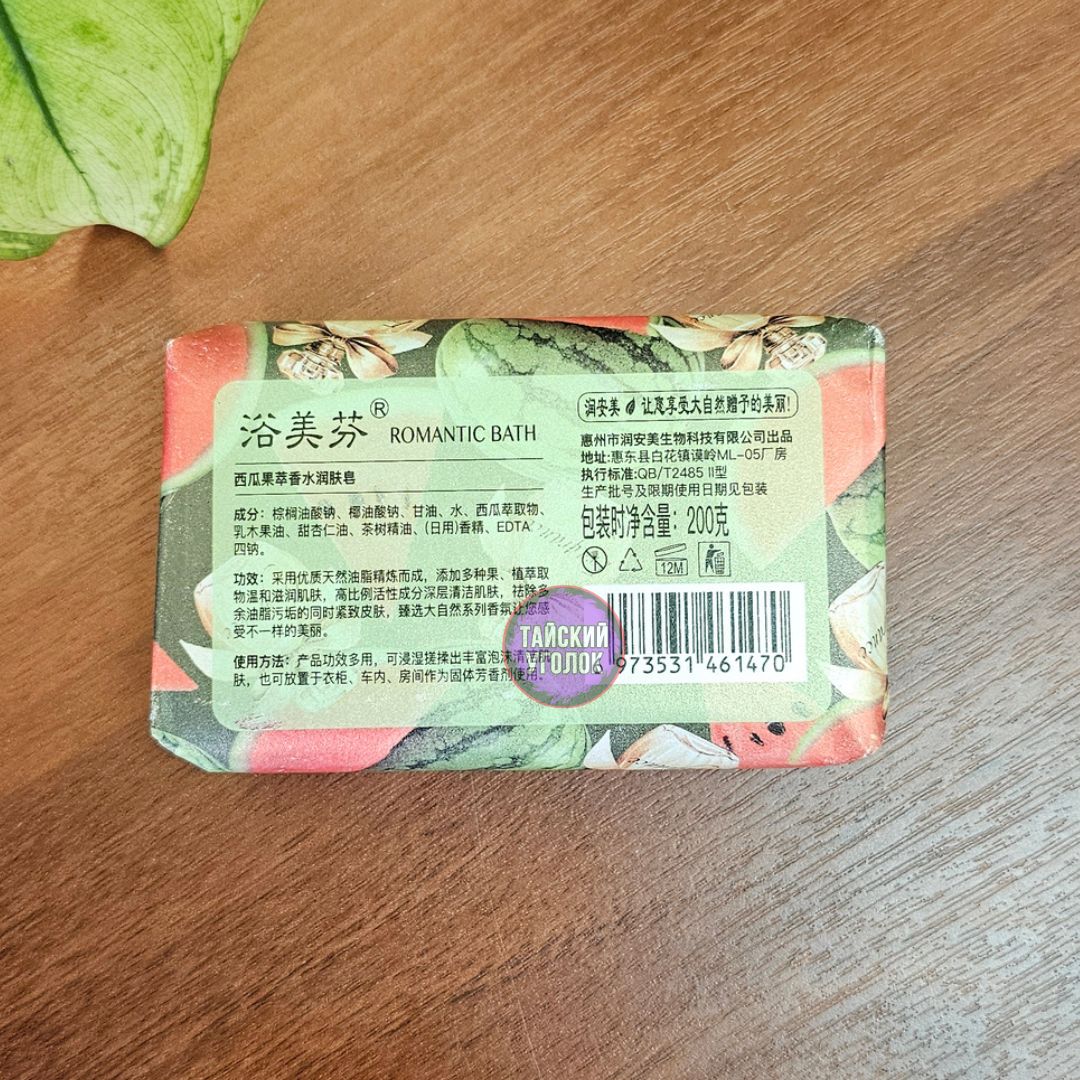 浴美芬® ROMANTIC BATH
西瓜果萃香水润肤皂
成分：棕榈油酸钠、椰油酸钠、甘油、水、西瓜萃取物、
乳木果油、甜杏仁油、茶树精油、(日用)香精、EDTA
四钠。
功效：采用优质天然油脂精炼而成，添加多种果、植萃取
物温和滋润肌肤，高比例活性成分深层清洁肌肤，祛除多
余油脂污垢的同时紧致皮肤，臻选大自然系列香氛让您感
受不一样的美丽。
使用方法：产品功效多用，可浸湿搓揉出丰富泡沫清洁肌
肤，也可放置于衣柜、车内、房间作为固体芳香剂使用。
润安美 让您享受大自然赠予的美丽!
惠州市润安美生物科技有限公司出品
地址:惠东县白花镇谟岭ML-05厂房
执行标准:QB/T2485 II型
生产批号及限期使用日期见包装
包装时净含量：200克
12M
6 973531 461470
ТАЙСКИЙ
УГОЛОК